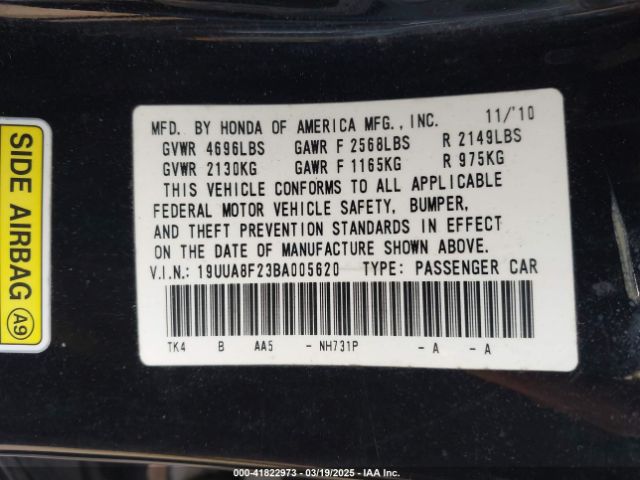 MFD. BY HONDA OF AMERICA MFG., INC. 11/'10
GVWR 4696LBS GAWR F 2568LBS R 2149LBS
GVWR 2130KG GAWR F 1165KG R 975KG
THIS VEHICLE CONFORMS TO ALL APPLICABLE
FEDERAL MOTOR VEHICLE SAFETY, BUMPER,
AND THEFT PREVENTION STANDARDS IN EFFECT
ON THE DATE OF MANUFACTURE SHOWN ABOVE.
V.I.N.: 19UUA8F23BA005620 TYPE: PASSENGER CAR
TK4 B AA5 - NH731P - A - A
SIDE AIRBAG A9
000-41822973 - 03/19/2025 - IAA Inc.